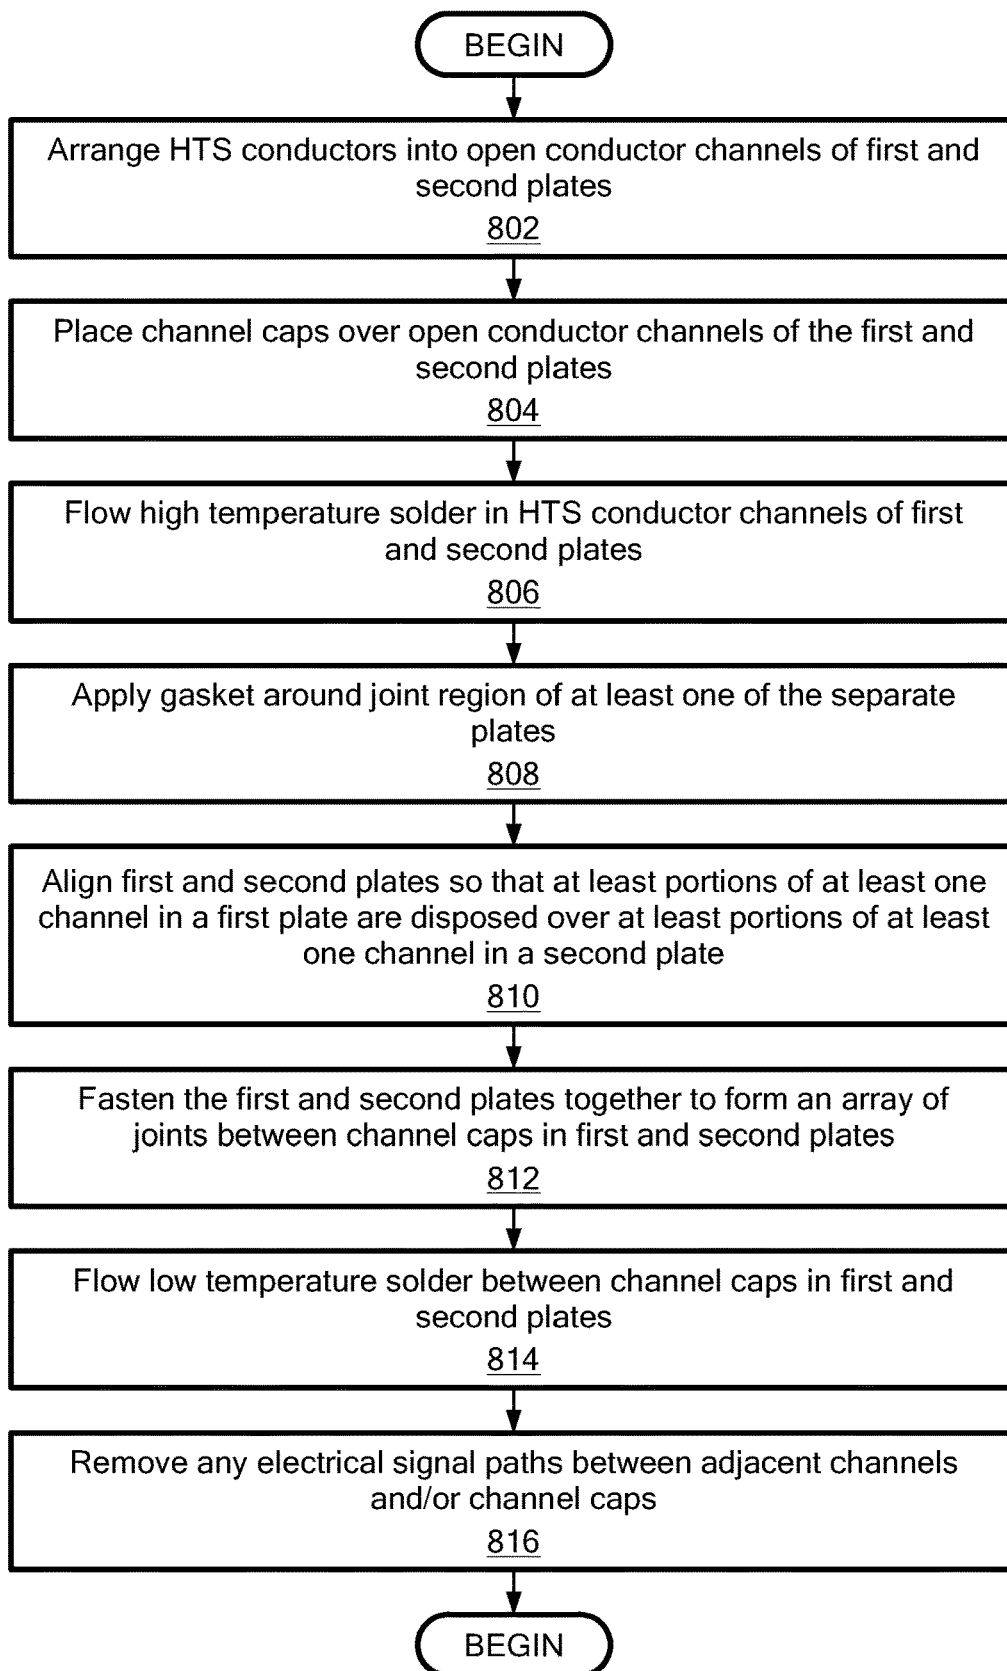 BEGIN
Arrange HTS conductors into open conductor channels of first and
second plates
802
Place channel caps over open conductor channels of the first and
second plates
804
Flow high temperature solder in HTS conductor channels of first
and second plates
806
Apply gasket around joint region of at least one of the separate
plates
808
Align first and second plates so that at least portions of at least one
channel in a first plate are disposed over at least portions of at least
one channel in a second plate
810
Fasten the first and second plates together to form an array of
joints between channel caps in first and second plates
812
Flow low temperature solder between channel caps in first and
second plates
814
Remove any electrical signal paths between adjacent channels
and/or channel caps
816
BEGIN